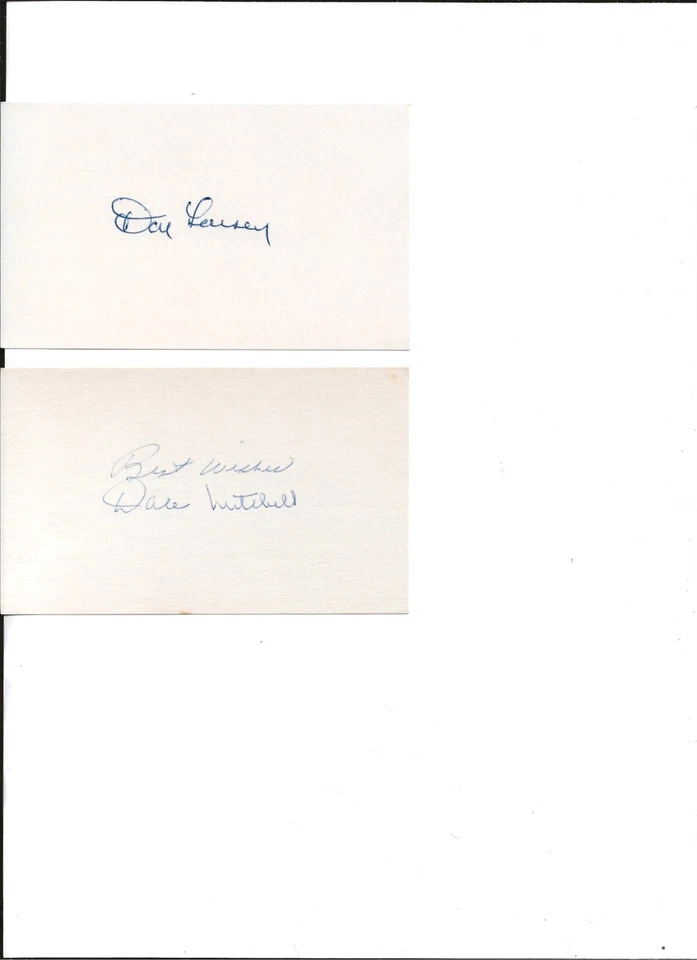 Don Larsen
Best Wishes
Dale Mitchell